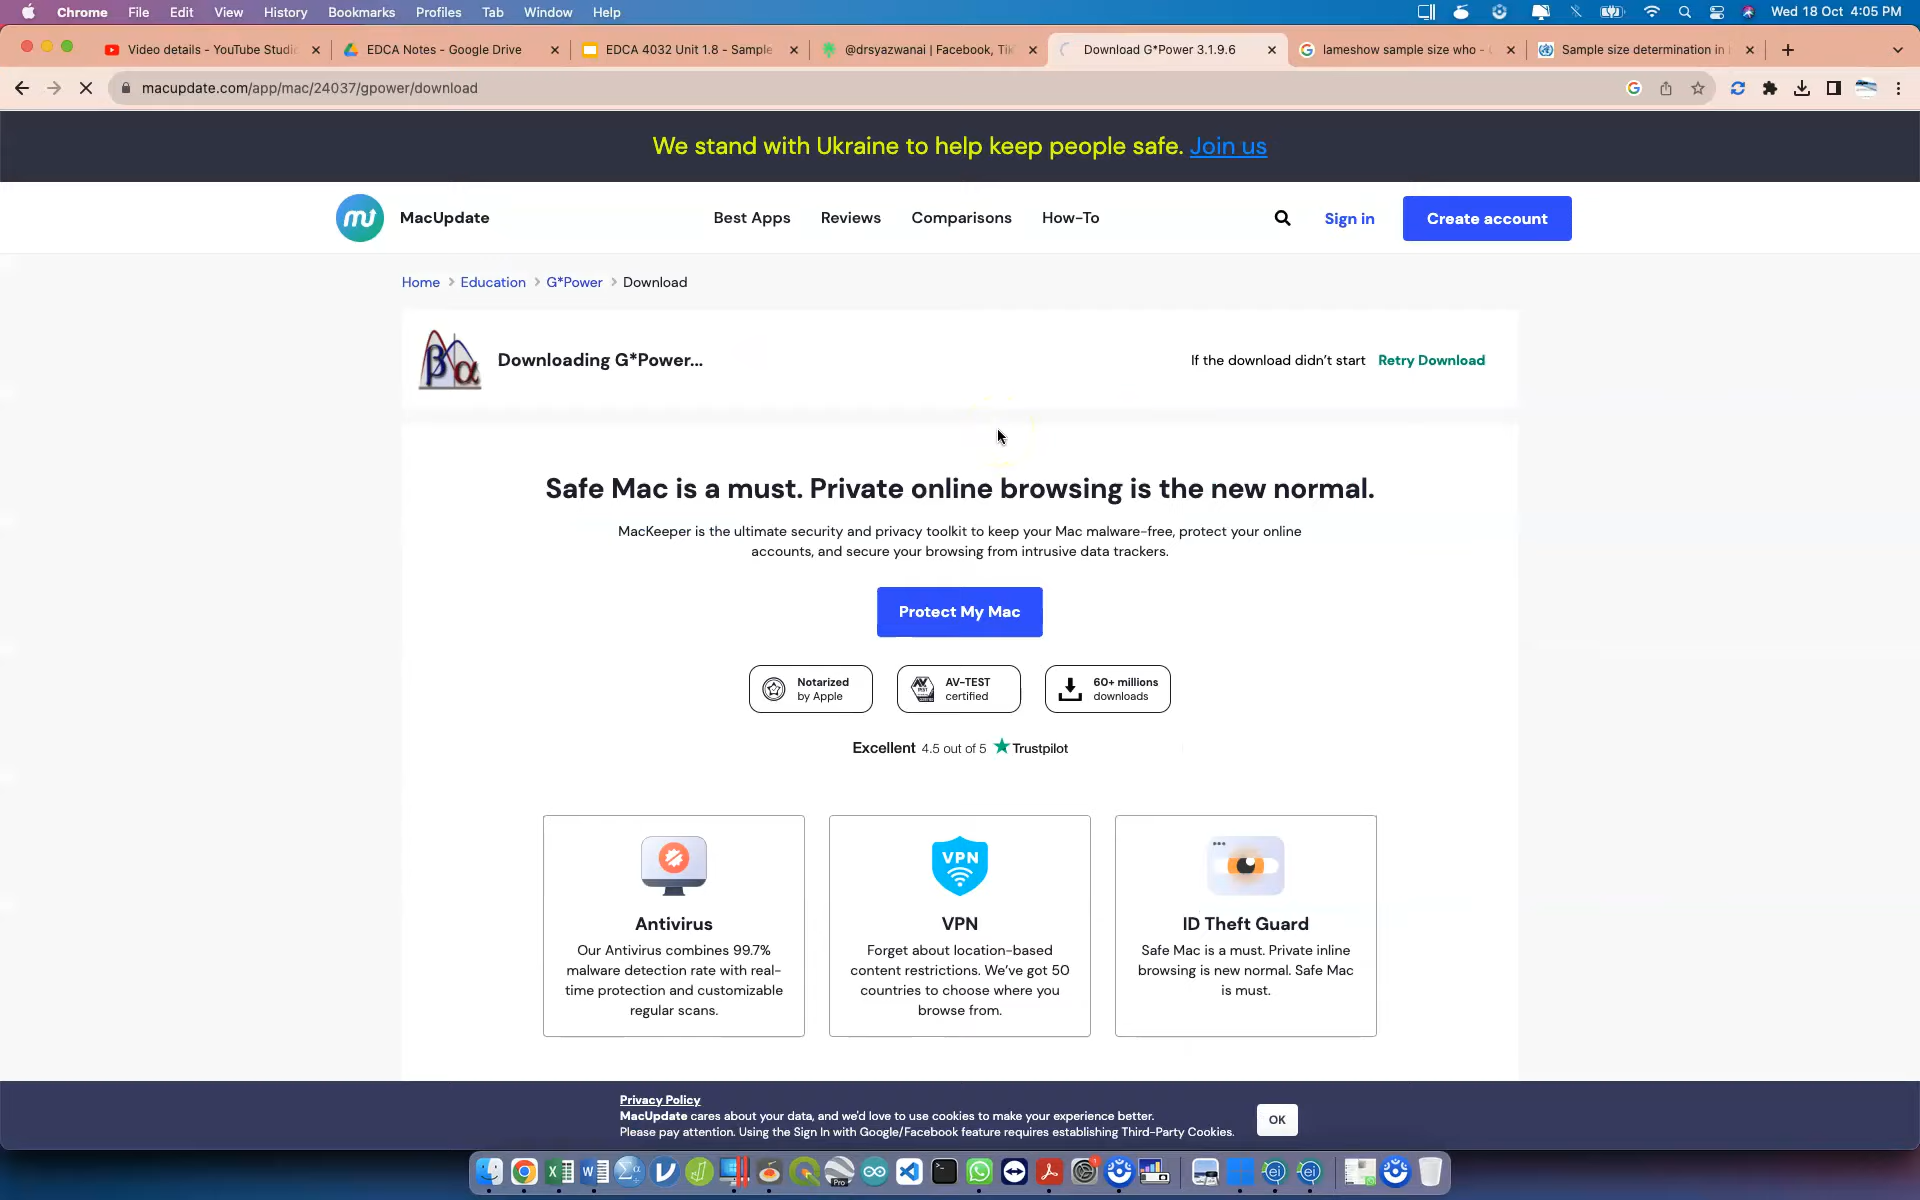 Chrome File Edit View History Bookmarks Profiles Tab Window Help Wed 18 Oct 4:05 PM
Video details - YouTube Studi EDCA Notes - Google Drive EDCA 4032 Unit 1.8 - Sample @drsyazwanai | Facebook, Tik Download G*Power 3.1.9.6 lameshow sample size who - Sample size determination in
macupdate.com/app/mac/24037/gpower/download
We stand with Ukraine to help keep people safe. Join us
MacUpdate Best Apps Reviews Comparisons How-To Sign in Create account
Home > Education > G*Power > Download
Downloading G*Power... If the download didn't start Retry Download
Safe Mac is a must. Private online browsing is the new normal.
MacKeeper is the ultimate security and privacy toolkit to keep your Mac malware-free, protect your online
accounts, and secure your browsing from intrusive data trackers.
Protect My Mac
Notarized AV-TEST 60+ millions
by Apple certified downloads
Excellent 4.5 out of 5 Trustpilot
VPN
Antivirus VPN ID Theft Guard
Our Antivirus combines 99.7% Forget about location-based Safe Mac is a must. Private inline
malware detection rate with real- content restrictions. We've got 50 browsing is new normal. Safe Mac
time protection and customizable countries to choose where you is must.
regular scans. browse from.
Privacy Policy
MacUpdate cares about your data, and we'd love to use cookies to make your experience better.
Please pay attention. Using the Sign In with Google/Facebook feature requires establishing Third-Party Cookies.
OK